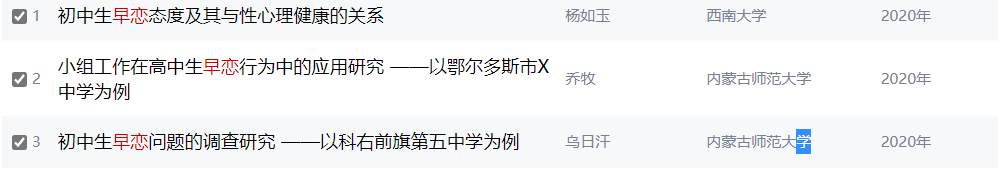 1 初中生早恋态度及其与性心理健康的关系 杨如玉 西南大学 2020年
2 小组工作在高中生早恋行为中的应用研究 ——以鄂尔多斯市X 乔牧 内蒙古师范大学 2020年
中学为例
3 初中生早恋问题的调查研究 ——以科右前旗第五中学为例 乌日汗 内蒙古师范大学 2020年